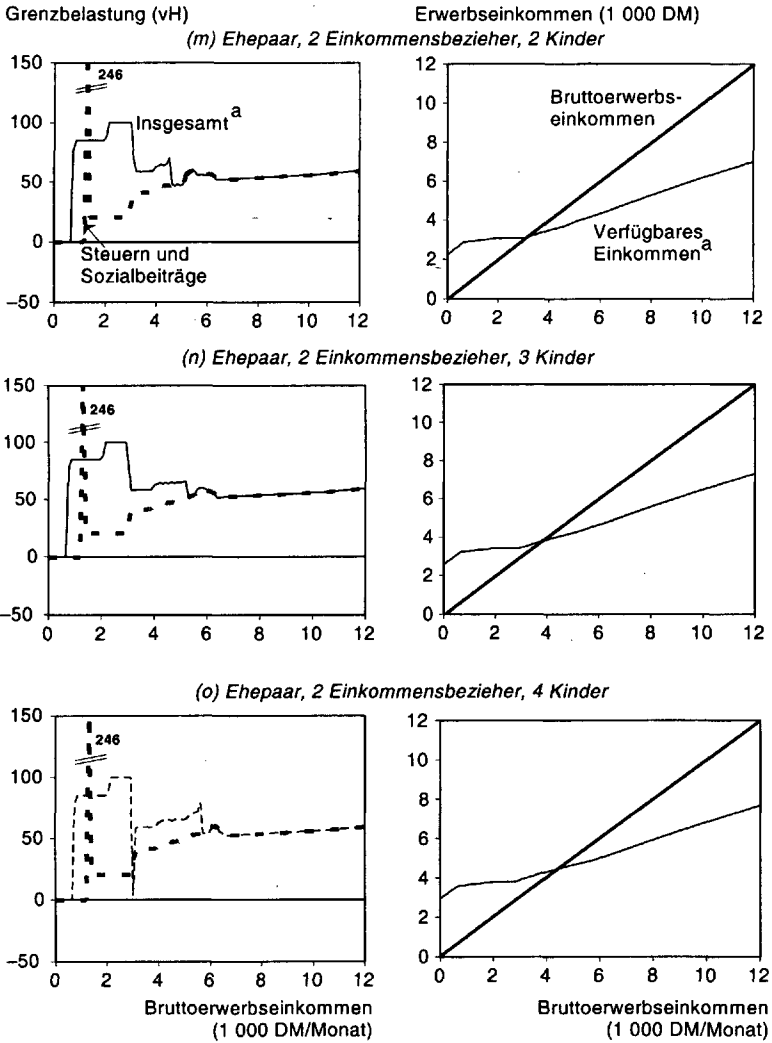 Grenzbelastung (vH) Erwerbseinkommen (1 000 DM)
(m) Ehepaar, 2 Einkommensbezieher, 2 Kinder
150
100
50
0
–50
246
Insgesamt a
Steuern und
Sozialbeiträge
0 2 4 6 8 10 12
12
10
8
6
4
2
0
Bruttoerwerbs-
einkommen
Verfügbares
Einkommen a
0 2 4 6 8 10 12
(n) Ehepaar, 2 Einkommensbezieher, 3 Kinder
150
100
50
0
–50
246
0 2 4 6 8 10 12
12
10
8
6
4
2
0
0 2 4 6 8 10 12
(o) Ehepaar, 2 Einkommensbezieher, 4 Kinder
150
100
50
0
–50
246
0 2 4 6 8 10 12
Bruttoerwerbseinkommen
(1 000 DM/Monat)
12
10
8
6
4
2
0
0 2 4 6 8 10 12
Bruttoerwerbseinkommen
(1 000 DM/Monat)